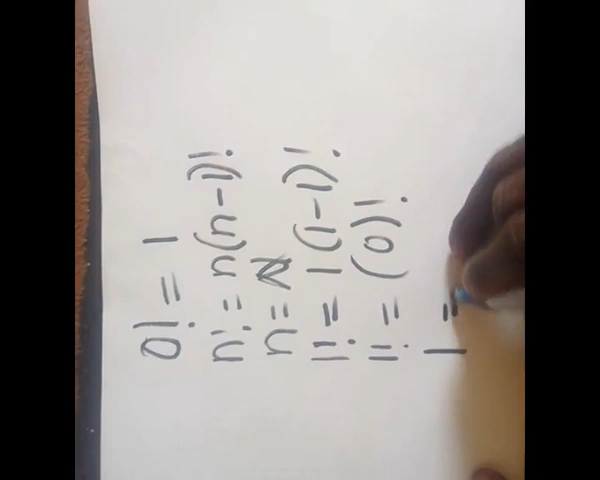 0! = 1
n! = n(n-1)!
n =
1! = 1(1-1)!
1! = (0)!
1 =